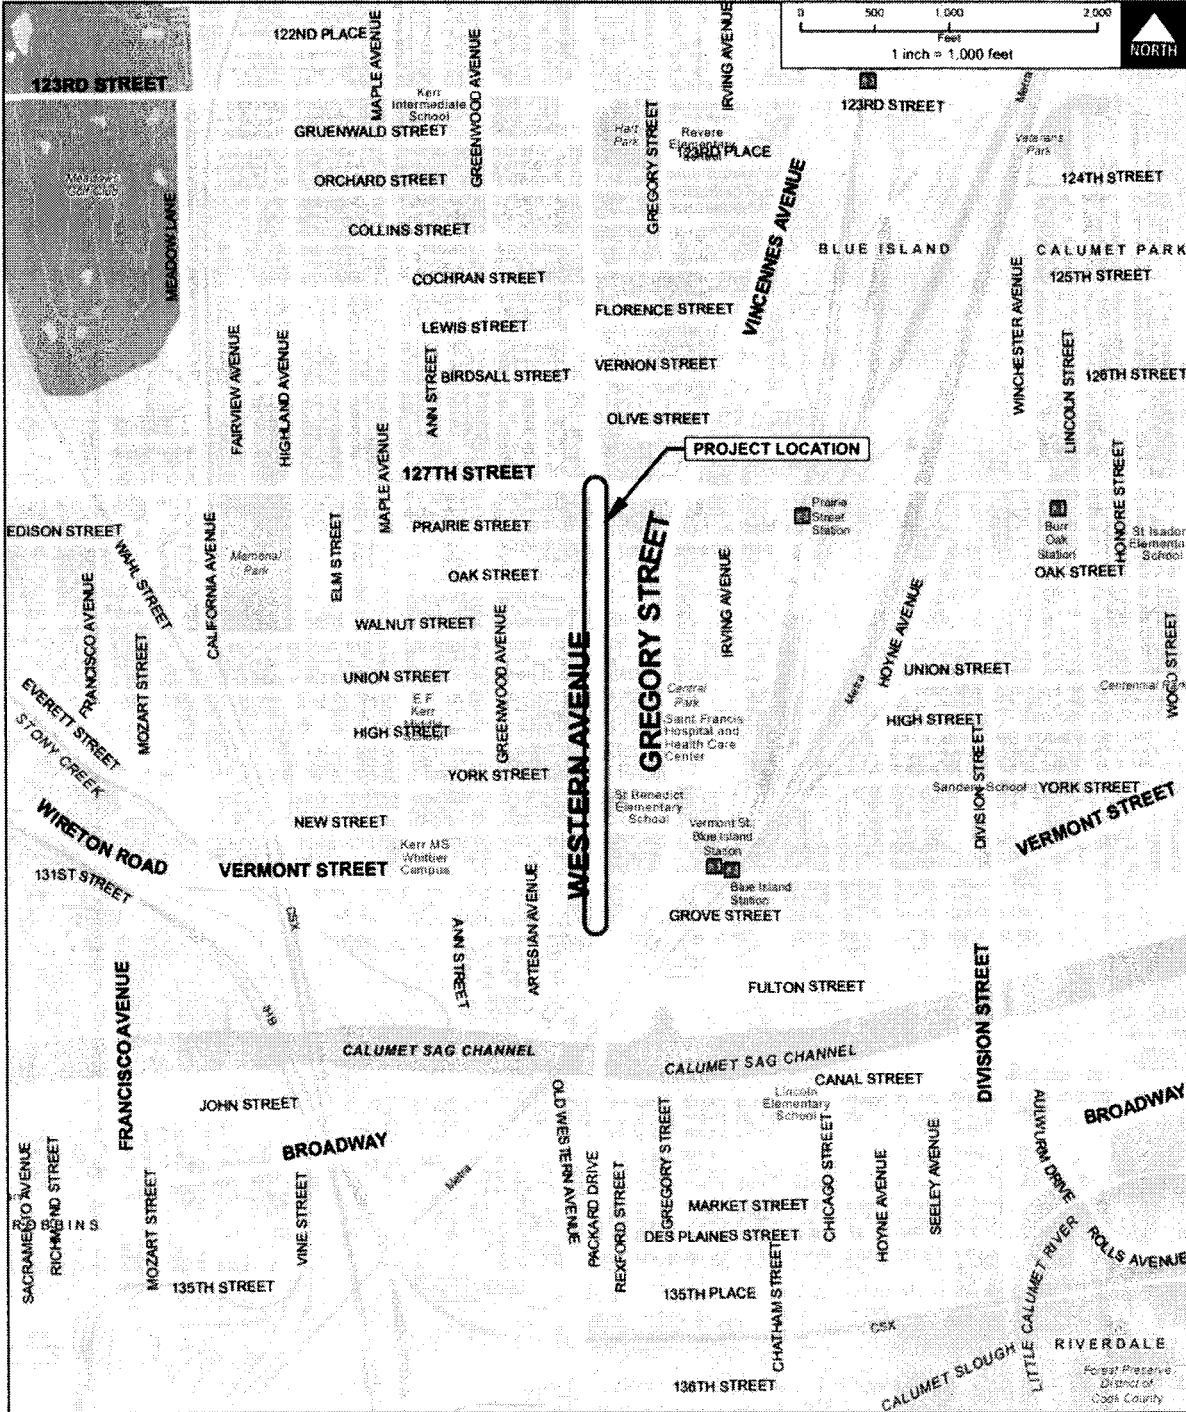 0 500 1,000 2,000
Feet
1 inch = 1,000 feet
NORTH
122ND PLACE
MAPLE AVENUE
GREENWOOD AVENUE
IRVING AVENUE
123RD STREET
Kerr
Intermediate
School
123RD STREET
Metra
GRUENWALD STREET
Hart
Park
GREGORY STREET
Revere
Elementary
123RD PLACE
Veterans
Park
Meadows
Golf Club
ORCHARD STREET
124TH STREET
MEADOW LANE
COLLINS STREET
VINCENNES AVENUE
BLUE ISLAND
CALUMET PARK
COCHRAN STREET
125TH STREET
FLORENCE STREET
WINCHESTER AVENUE
LEWIS STREET
FAIRVIEW AVENUE
HIGHLAND AVENUE
ANN STREET
BIRDSALL STREET
VERNON STREET
LINCOLN STREET
126TH STREET
OLIVE STREET
PROJECT LOCATION
MAPLE AVENUE
127TH STREET
HONORE STREET
EDISON STREET
WAHL STREET
CALIFORNIA AVENUE
Memorial
Park
ELM STREET
PRAIRIE STREET
Prairie
Street
Station
Burr
Oak
Station
St Isadore
Elementary
School
OAK STREET
OAK STREET
FRANCISCO AVENUE
MOZART STREET
WALNUT STREET
GREENWOOD AVENUE
WESTERN AVENUE
GREGORY STREET
IRVING AVENUE
HOYNE AVENUE
UNION STREET
UNION STREET
Metra
Central
Park
Centennial Park
WOOD STREET
EVERETT STREET
STONY CREEK
E F
Kerr
Middle
HIGH STREET
Saint Francis
Hospital and
Health Care
Center
HIGH STREET
DIVISION STREET
YORK STREET
St Benedict
Elementary
School
Sanders School
YORK STREET
WIRETON ROAD
NEW STREET
Vermont St.
Blue Island
Station
VERMONT STREET
131ST STREET
VERMONT STREET
Kerr MS
Whittier
Campus
Blue Island
Station
CSX
ANN STREET
ARTESIAN AVENUE
GROVE STREET
FRANCISCO AVENUE
FULTON STREET
DIVISION STREET
CALUMET SAG CHANNEL
CALUMET SAG CHANNEL
CANAL STREET
JOHN STREET
OLD WESTERN AVENUE
Lincoln
Elementary
School
AULWURM DRIVE
BROADWAY
BROADWAY
SACRAMENTO AVENUE
RICHMOND STREET
ROBBINS
MOZART STREET
VINE STREET
Metra
PACKARD DRIVE
REXFORD STREET
GREGORY STREET
MARKET STREET
CHICAGO STREET
HOYNE AVENUE
SEELEY AVENUE
DES PLAINES STREET
ROLLS AVENUE
135TH STREET
135TH PLACE
CHATHAM STREET
CSX
LITTLE CALUMET RIVER
RIVERDALE
136TH STREET
CALUMET SLOUGH
Forest Preserve
District of
Cook County